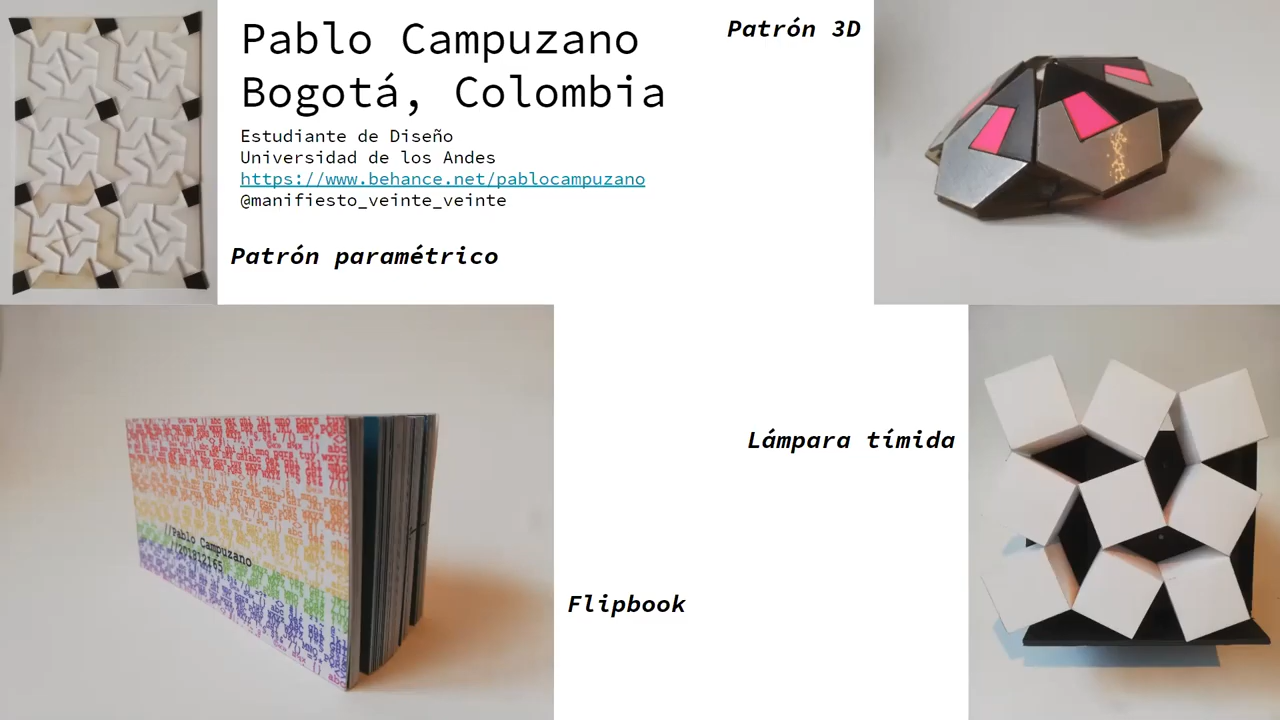 Pablo Campuzano
Bogotá, Colombia
Estudiante de Diseño
Universidad de los Andes
https://www.behance.net/pablocampuzano
@manifiesto_veinte_veinte
Patrón 3D
Patrón paramétrico
Lámpara tímida
Flipbook
//Pablo Campuzano
//201812165